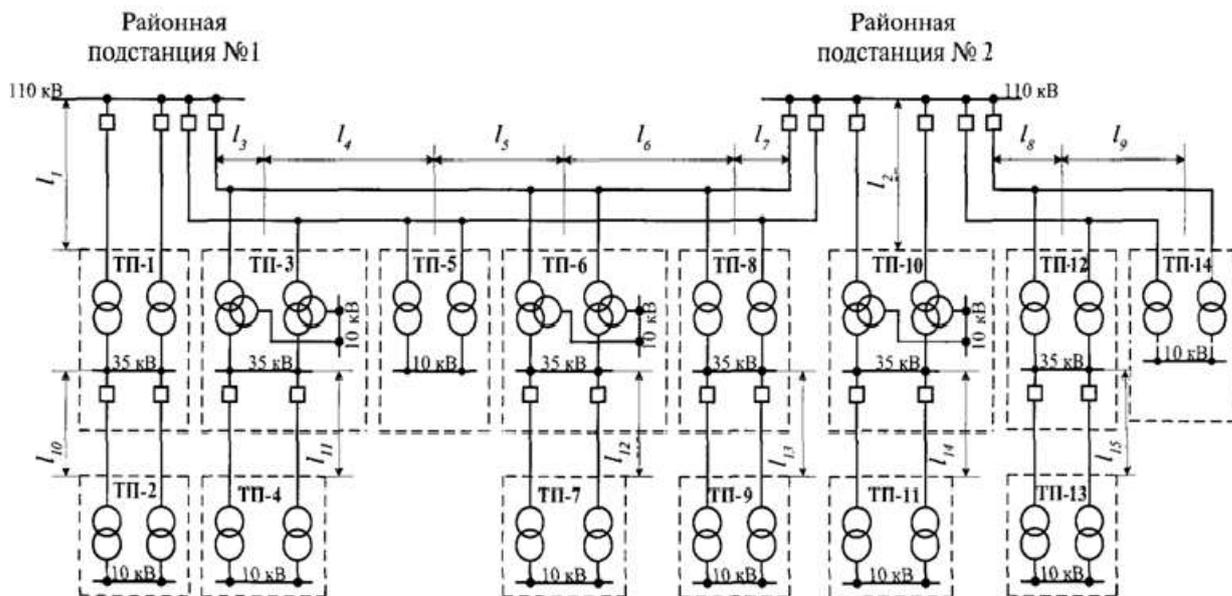 Районная
подстанция №1
Районная
подстанция № 2
110 кВ
110 кВ
l3
l4
l5
l6
l7
l8
l9
l1
l2
ТП-1
ТП-3
ТП-5
ТП-6
ТП-8
ТП-10
ТП-12
ТП-14
10 кВ
10 кВ
10 кВ
35 кВ
35 кВ
10 кВ
35 кВ
35 кВ
35 кВ
35 кВ
10 кВ
l10
l11
l12
l13
l14
l15
ТП-2
ТП-4
ТП-7
ТП-9
ТП-11
ТП-13
10 кВ
10 кВ
10 кВ
10 кВ
10 кВ
10 кВ